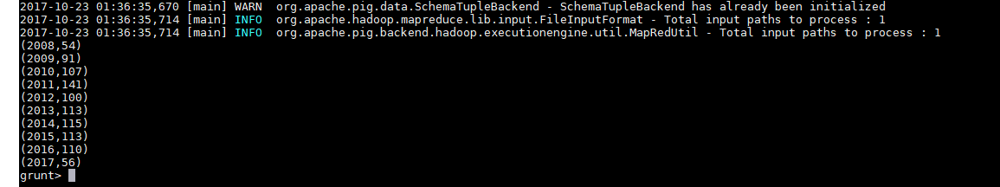 2017-10-23 01:36:35,670 [main] WARN  org.apache.pig.data.SchemaTupleBackend - SchemaTupleBackend has already been initialized
2017-10-23 01:36:35,714 [main] INFO  org.apache.hadoop.mapreduce.lib.input.FileInputFormat - Total input paths to process : 1
2017-10-23 01:36:35,714 [main] INFO  org.apache.pig.backend.hadoop.executionengine.util.MapRedUtil - Total input paths to process : 1
(2008,54)
(2009,91)
(2010,107)
(2011,141)
(2012,100)
(2013,113)
(2014,115)
(2015,113)
(2016,110)
(2017,56)
grunt>